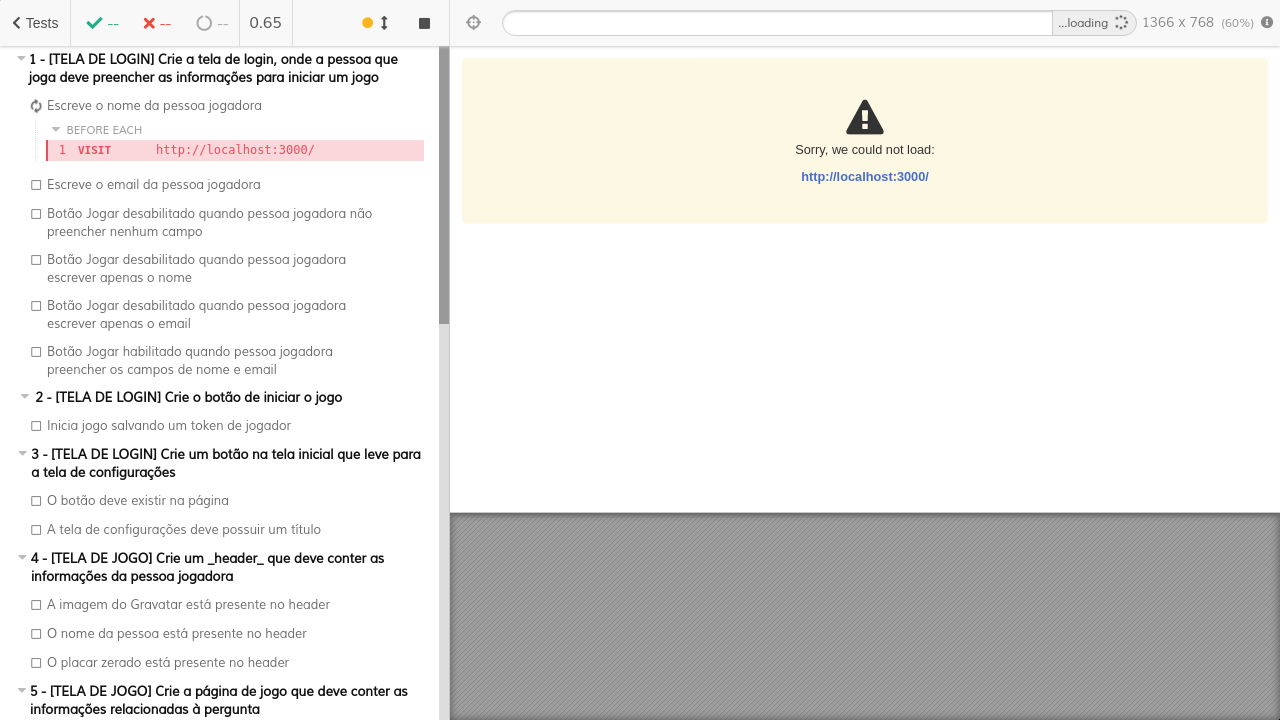 Tests
--
--
--
0.65
...loading
1366 x 768 (60%)
1 - [TELA DE LOGIN] Crie a tela de login, onde a pessoa que
joga deve preencher as informações para iniciar um jogo
Escreve o nome da pessoa jogadora
BEFORE EACH
1 VISIT http://localhost:3000/
Escreve o email da pessoa jogadora
Botão Jogar desabilitado quando pessoa jogadora não
preencher nenhum campo
Botão Jogar desabilitado quando pessoa jogadora
escrever apenas o nome
Botão Jogar desabilitado quando pessoa jogadora
escrever apenas o email
Botão Jogar habilitado quando pessoa jogadora
preencher os campos de nome e email
2 - [TELA DE LOGIN] Crie o botão de iniciar o jogo
Inicia jogo salvando um token de jogador
3 - [TELA DE LOGIN] Crie um botão na tela inicial que leve para
a tela de configurações
O botão deve existir na página
A tela de configurações deve possuir um título
4 - [TELA DE JOGO] Crie um _header_ que deve conter as
informações da pessoa jogadora
A imagem do Gravatar está presente no header
O nome da pessoa está presente no header
O placar zerado está presente no header
5 - [TELA DE JOGO] Crie a página de jogo que deve conter as
informações relacionadas à pergunta
Sorry, we could not load:
http://localhost:3000/